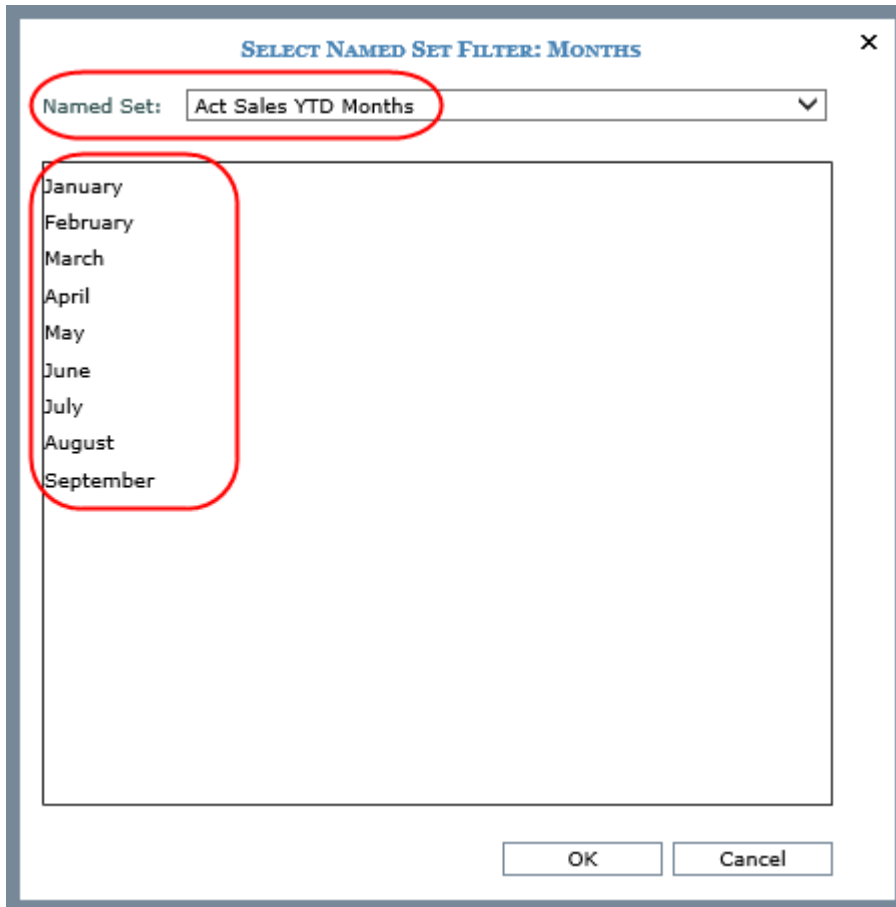 Select Named Set Filter: Months
Named Set: Act Sales YTD Months
January
February
March
April
May
June
July
August
September
OK Cancel